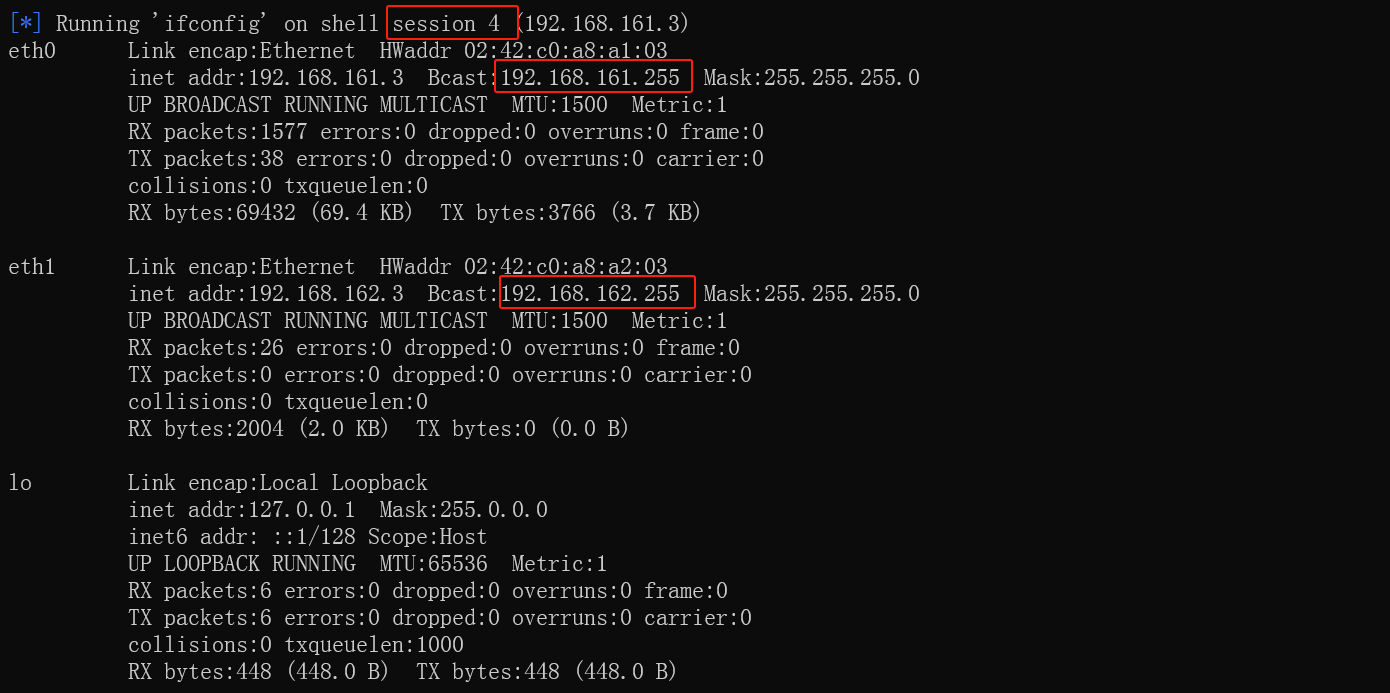 [*] Running 'ifconfig' on shell session 4 (192.168.161.3)
eth0      Link encap:Ethernet  HWaddr 02:42:c0:a8:a1:03
          inet addr:192.168.161.3  Bcast:192.168.161.255  Mask:255.255.255.0
          UP BROADCAST RUNNING MULTICAST  MTU:1500  Metric:1
          RX packets:1577 errors:0 dropped:0 overruns:0 frame:0
          TX packets:38 errors:0 dropped:0 overruns:0 carrier:0
          collisions:0 txqueuelen:0
          RX bytes:69432 (69.4 KB)  TX bytes:3766 (3.7 KB)

eth1      Link encap:Ethernet  HWaddr 02:42:c0:a8:a2:03
          inet addr:192.168.162.3  Bcast:192.168.162.255  Mask:255.255.255.0
          UP BROADCAST RUNNING MULTICAST  MTU:1500  Metric:1
          RX packets:26 errors:0 dropped:0 overruns:0 frame:0
          TX packets:0 errors:0 dropped:0 overruns:0 carrier:0
          collisions:0 txqueuelen:0
          RX bytes:2004 (2.0 KB)  TX bytes:0 (0.0 B)

lo        Link encap:Local Loopback
          inet addr:127.0.0.1  Mask:255.0.0.0
          inet6 addr: ::1/128 Scope:Host
          UP LOOPBACK RUNNING  MTU:65536  Metric:1
          RX packets:6 errors:0 dropped:0 overruns:0 frame:0
          TX packets:6 errors:0 dropped:0 overruns:0 carrier:0
          collisions:0 txqueuelen:1000
          RX bytes:448 (448.0 B)  TX bytes:448 (448.0 B)